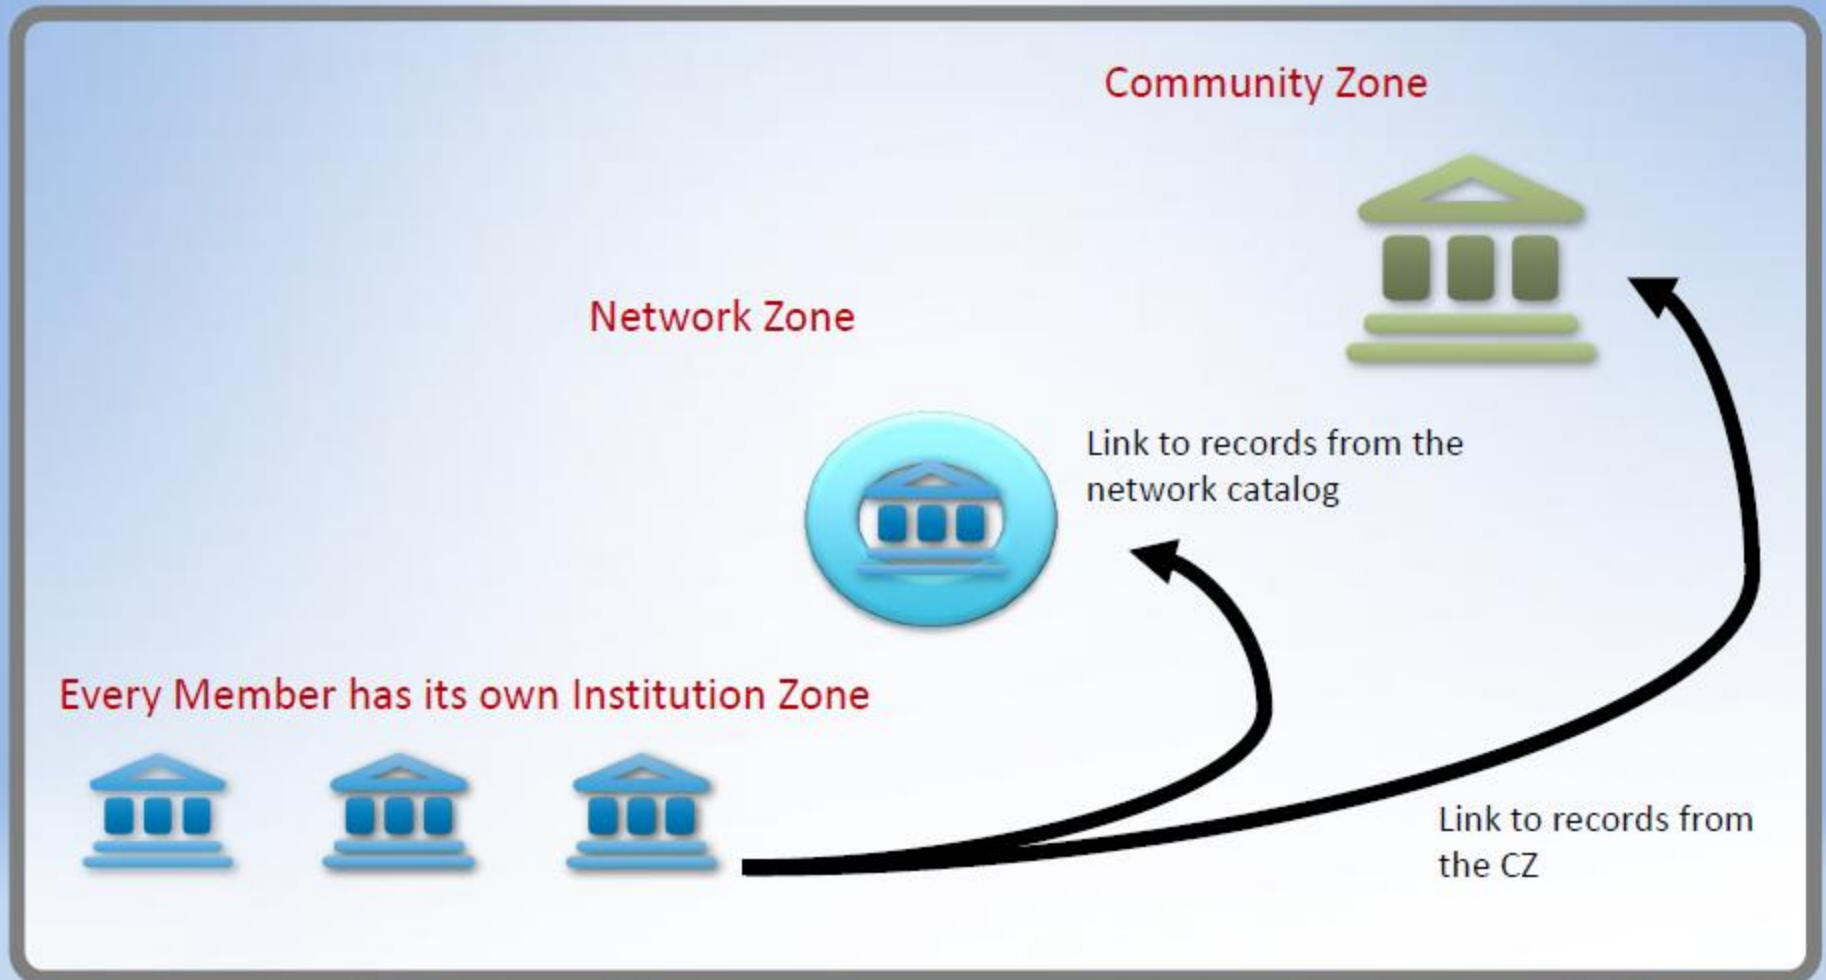 Community Zone
Network Zone
Link to records from the
network catalog
Every Member has its own Institution Zone
Link to records from
the CZ